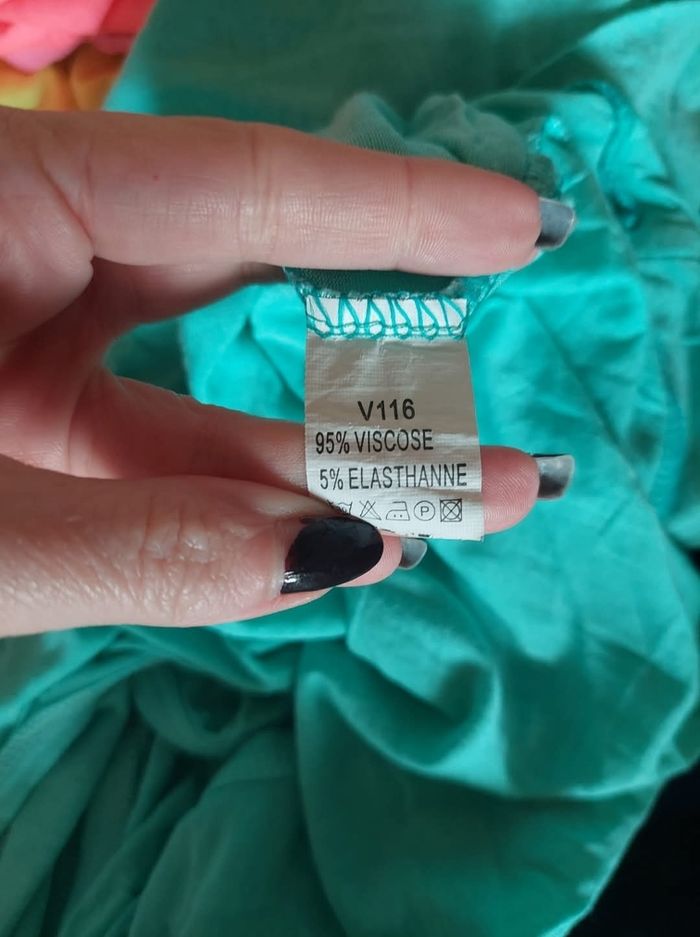 V116
95% VISCOSE
5% ELASTHANNE
P